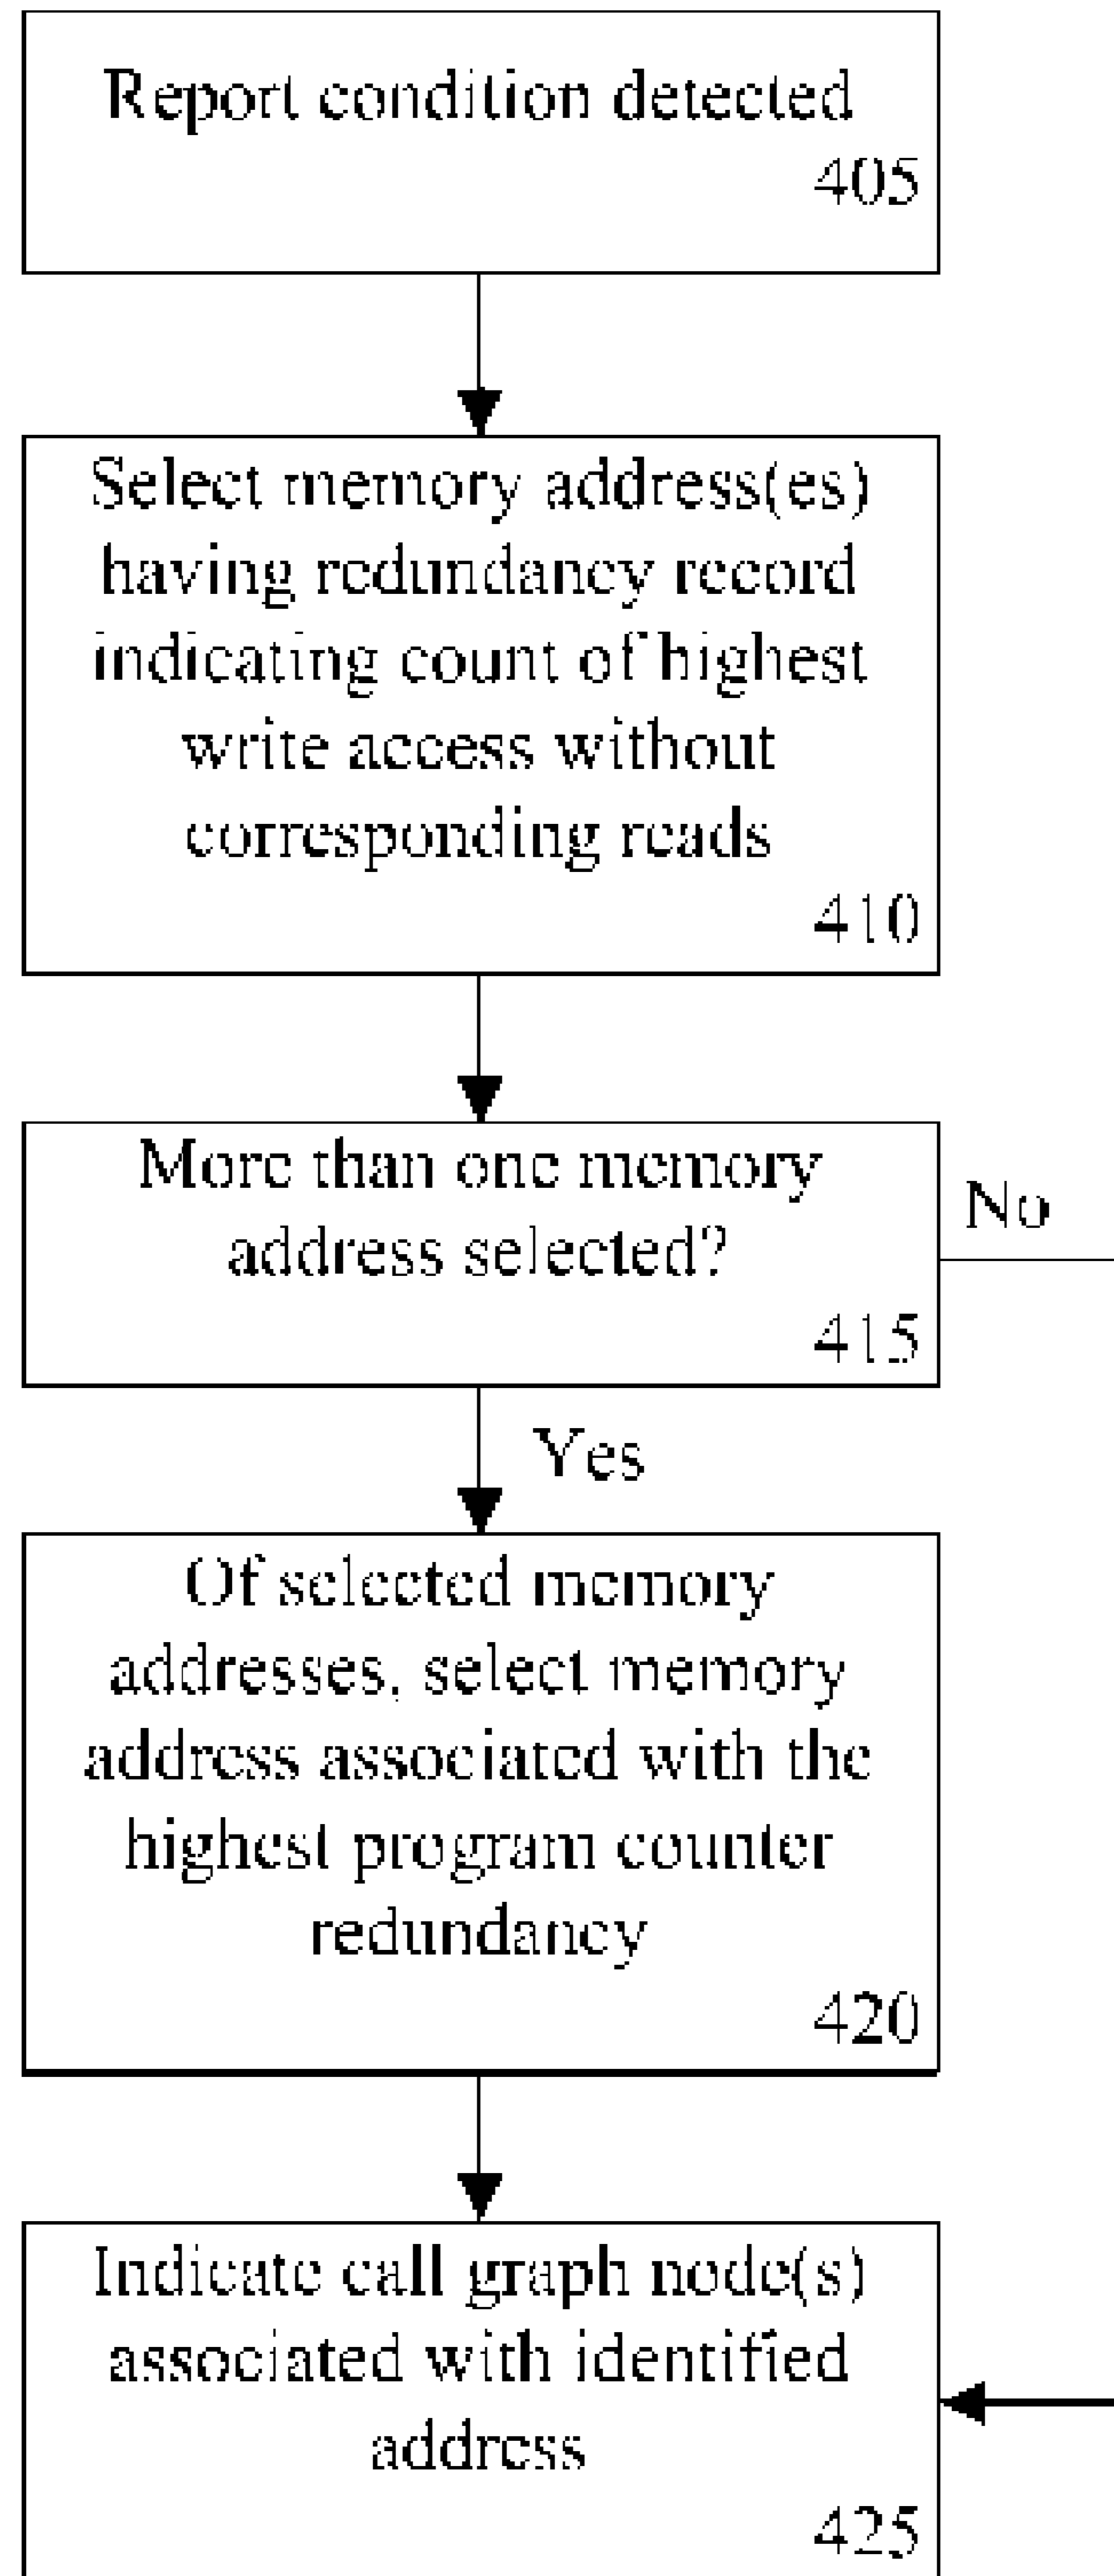 Report condition detected
405
Select memory address(es)
having redundancy record
indicating count of highest
write access without
corresponding reads
410
More than one memory
address selected?
415
No
Yes
Of selected memory
addresses, select memory
address associated with the
highest program counter
redundancy
420
Indicate call graph node(s)
associated with identified
address
425